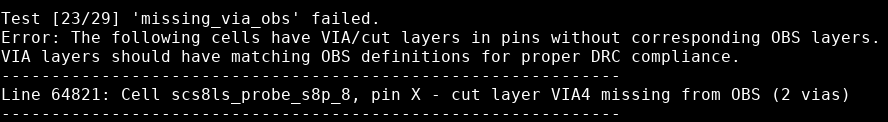 Test [23/29] 'missing_via_obs' failed.
Error: The following cells have VIA/cut layers in pins without corresponding OBS layers.
VIA layers should have matching OBS definitions for proper DRC compliance.
--------------------------------------------------------------
Line 64821: Cell scs8ls_probe_s8p_8, pin X - cut layer VIA4 missing from OBS (2 vias)
--------------------------------------------------------------